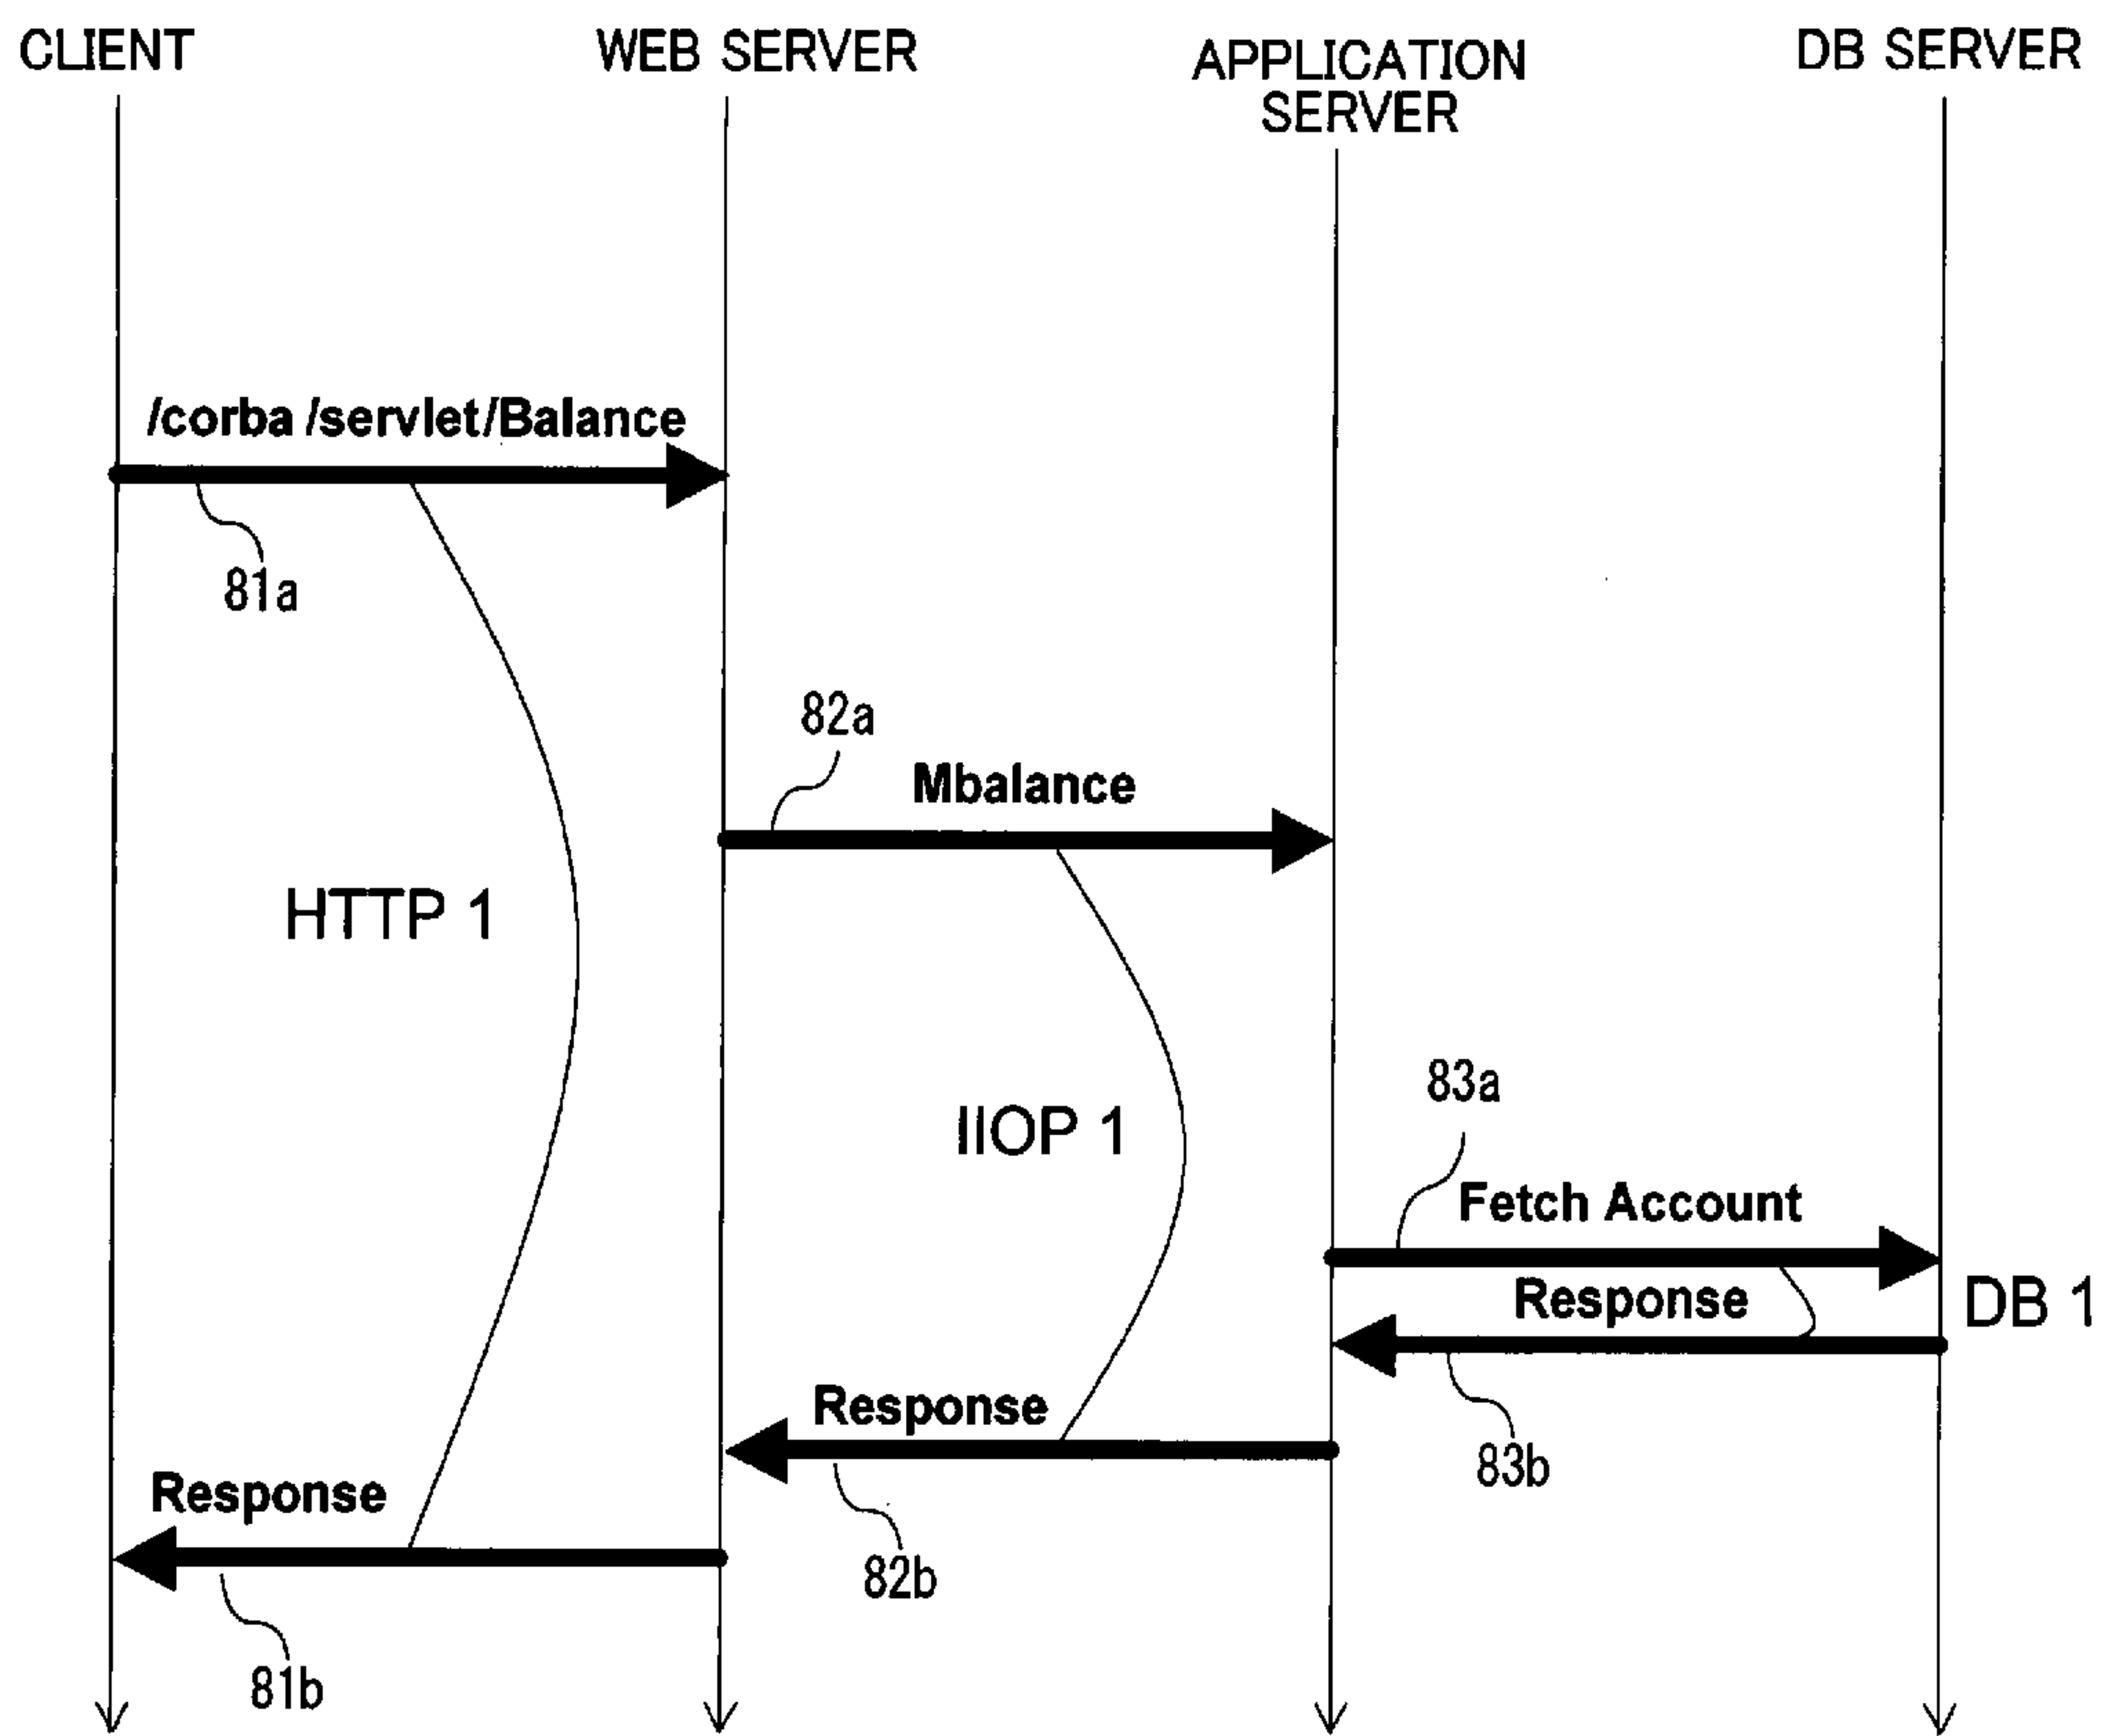 CLIENT
WEB SERVER
APPLICATION
SERVER
DB SERVER
/corba /servlet/Balance
81a
82a
Mbalance
HTTP 1
IIOP 1
83a
Fetch Account
Response
DB 1
Response
83b
Response
82b
81b